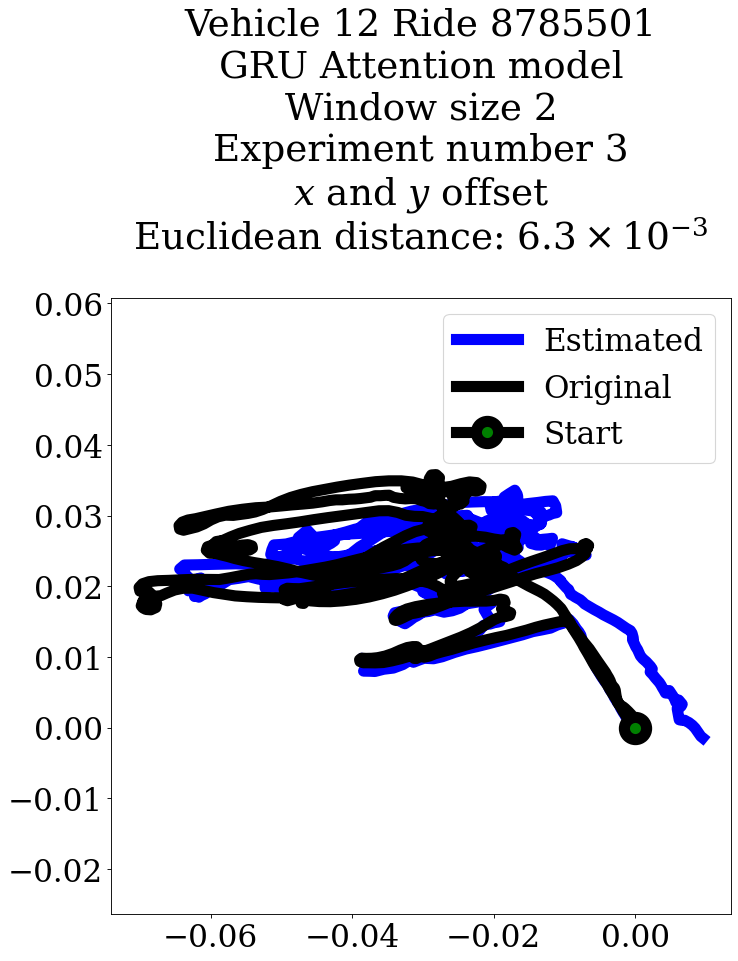 Vehicle 12 Ride 8785501
GRU Attention model
Window size 2
Experiment number 3
x and y offset
Euclidean distance: 6.3 × 10⁻³
Estimated
Original
Start
0.06
0.05
0.04
0.03
0.02
0.01
0.00
−0.01
−0.02
−0.06 −0.04 −0.02 0.00